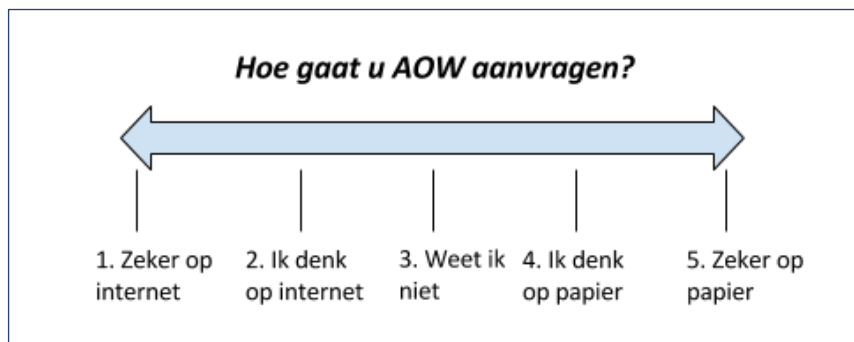 Hoe gaat u AOW aanvragen?
1. Zeker op
internet
2. Ik denk
op internet
3. Weet ik
niet
4. Ik denk
op papier
5. Zeker op
papier